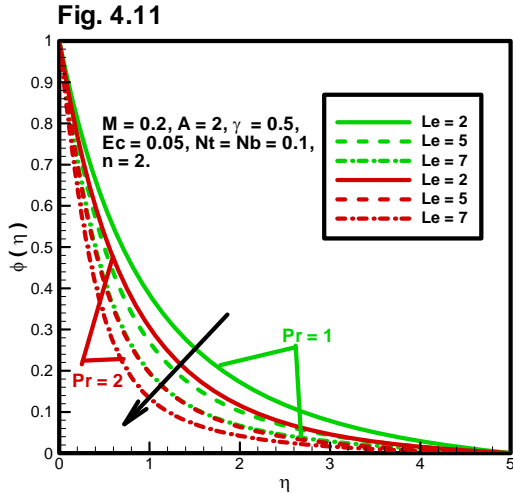 Fig. 4.11
1
0.9
0.8
0.7
0.6
0.5
0.4
0.3
0.2
0.1
0
ϕ ( η )
M = 0.2, A = 2, γ = 0.5,
Ec = 0.05, Nt = Nb = 0.1,
n = 2.
Le = 2
Le = 5
Le = 7
Le = 2
Le = 5
Le = 7
Pr = 1
Pr = 2
0 1 2 3 4 5
η